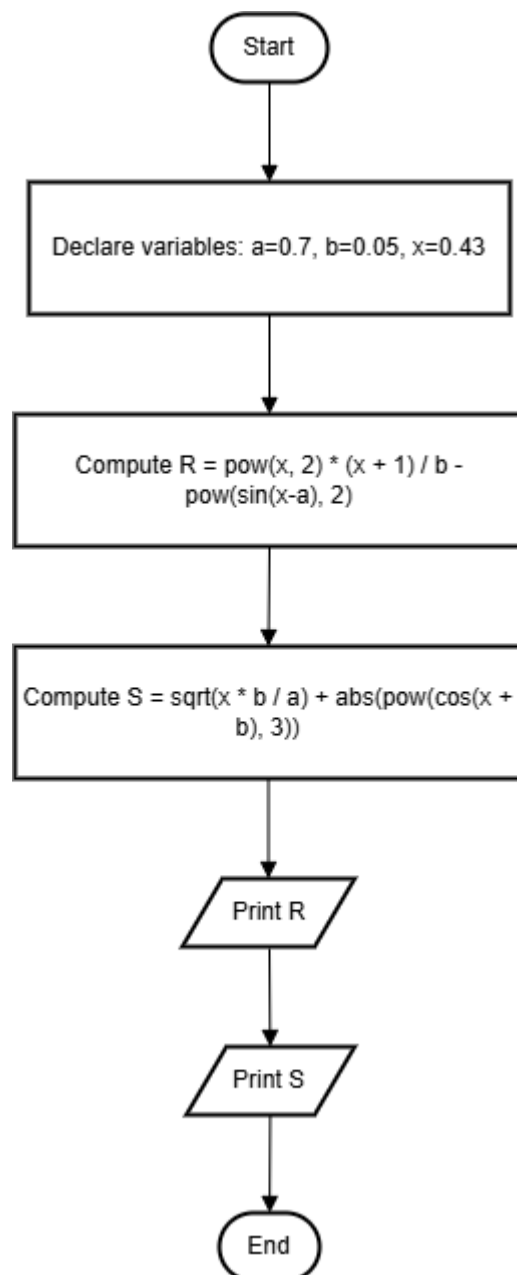 Start
Declare variables: a=0.7, b=0.05, x=0.43
Compute R = pow(x, 2) * (x + 1) / b -
pow(sin(x-a), 2)
Compute S = sqrt(x * b / a) + abs(pow(cos(x +
b), 3))
Print R
Print S
End